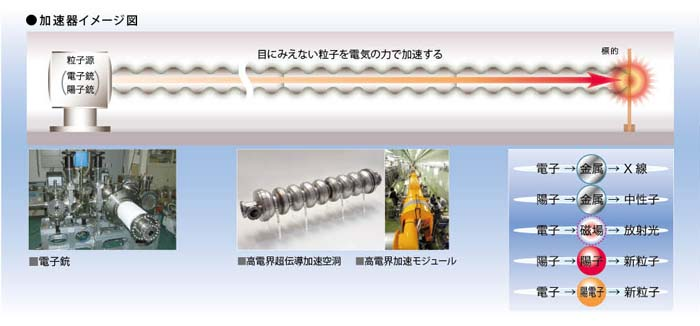 ●加速器イメージ図
粒子源
(電子銃
陽子銃)
目にみえない粒子を電気の力で加速する
標的
■電子銃
■高電界超伝導加速空洞
■高電界加速モジュール
電子→金属→X線
陽子→金属→中性子
電子→磁場→放射光
陽子→陽子→新粒子
電子→陽電子→新粒子